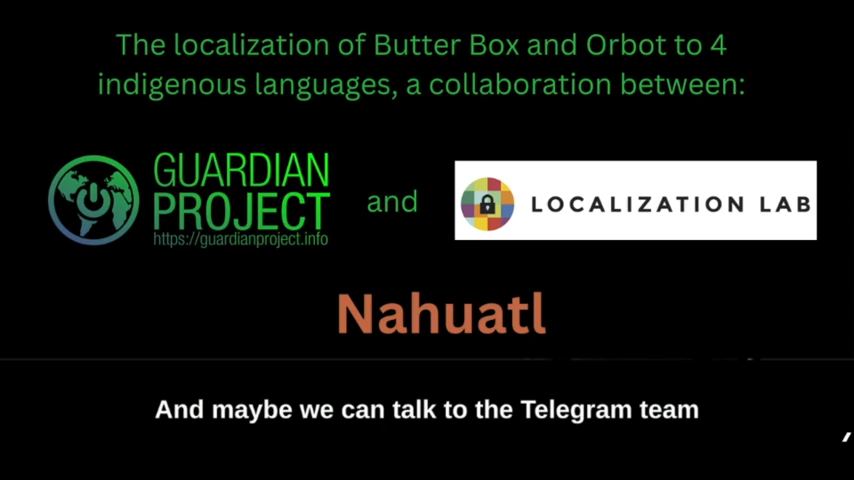 The localization of Butter Box and Orbot to 4
indigenous languages, a collaboration between:
GUARDIAN
PROJECT
https://guardianproject.info
and
LOCALIZATION LAB
Nahuatl
And maybe we can talk to the Telegram team